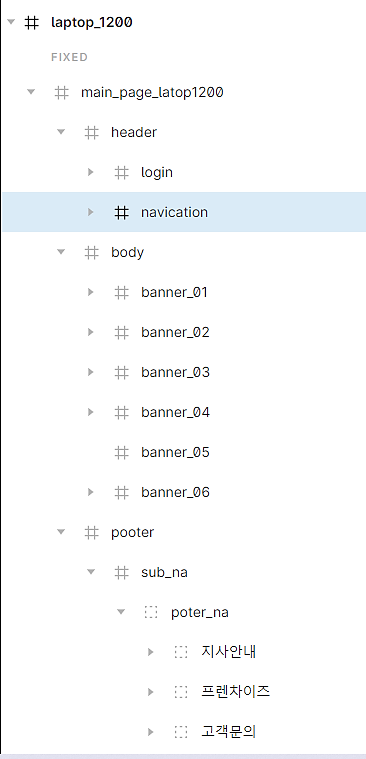 laptop_1200
FIXED
main_page_latop1200
header
login
navication
body
banner_01
banner_02
banner_03
banner_04
banner_05
banner_06
pooter
sub_na
poter_na
지사안내
프렌차이즈
고객문의